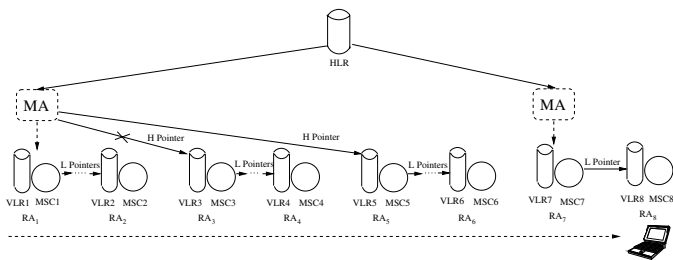 HLR
MA
MA
H Pointer
H Pointer
L Pointers
L Pointers
L Pointers
L Pointer
VLR1 MSC1
VLR2 MSC2
VLR3 MSC3
VLR4 MSC4
VLR5 MSC5
VLR6 MSC6
VLR7 MSC7
VLR8 MSC8
RA1
RA2
RA3
RA4
RA5
RA6
RA7
RA8